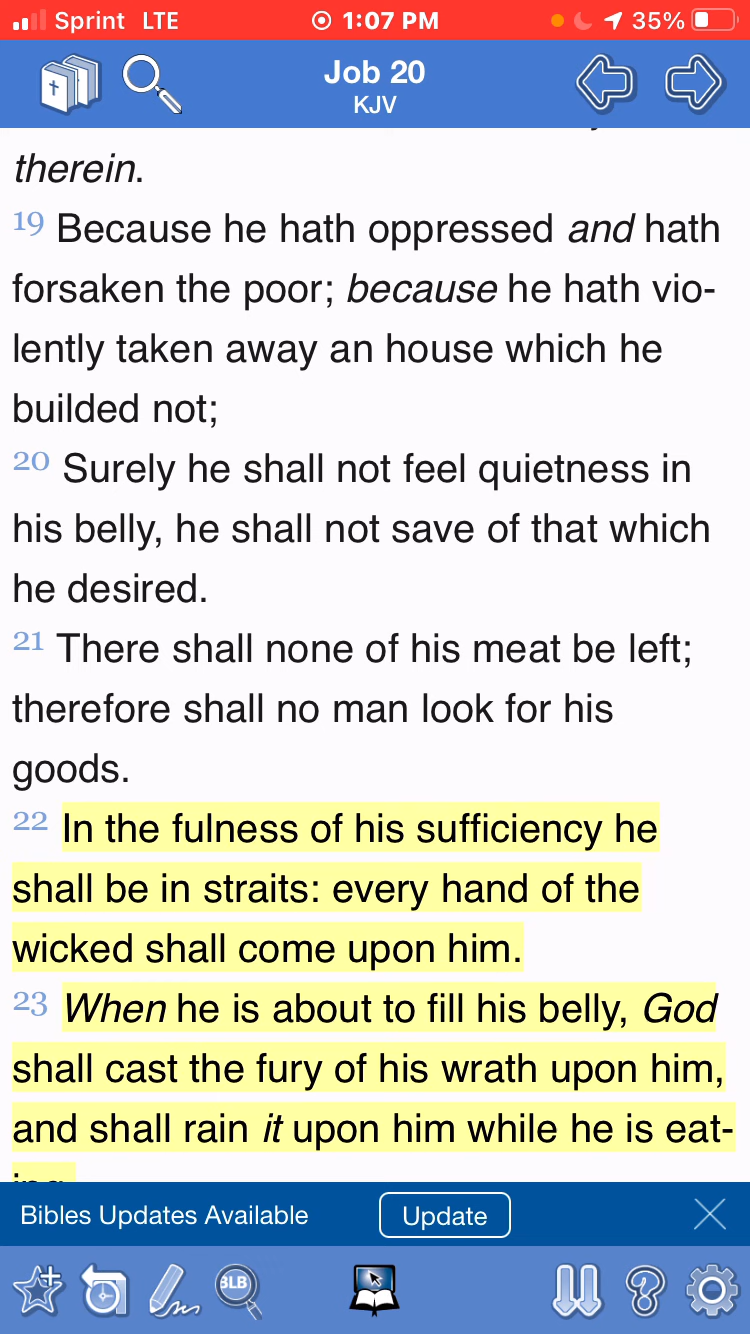 Sprint LTE 1:07 PM 35%
Job 20
KJV
therein.
19 Because he hath oppressed and hath
forsaken the poor; because he hath vio-
lently taken away an house which he
builded not;
20 Surely he shall not feel quietness in
his belly, he shall not save of that which
he desired.
21 There shall none of his meat be left;
therefore shall no man look for his
goods.
22 In the fulness of his sufficiency he
shall be in straits: every hand of the
wicked shall come upon him.
23 When he is about to fill his belly, God
shall cast the fury of his wrath upon him,
and shall rain it upon him while he is eat-
ing.
Bibles Updates Available Update
BLB